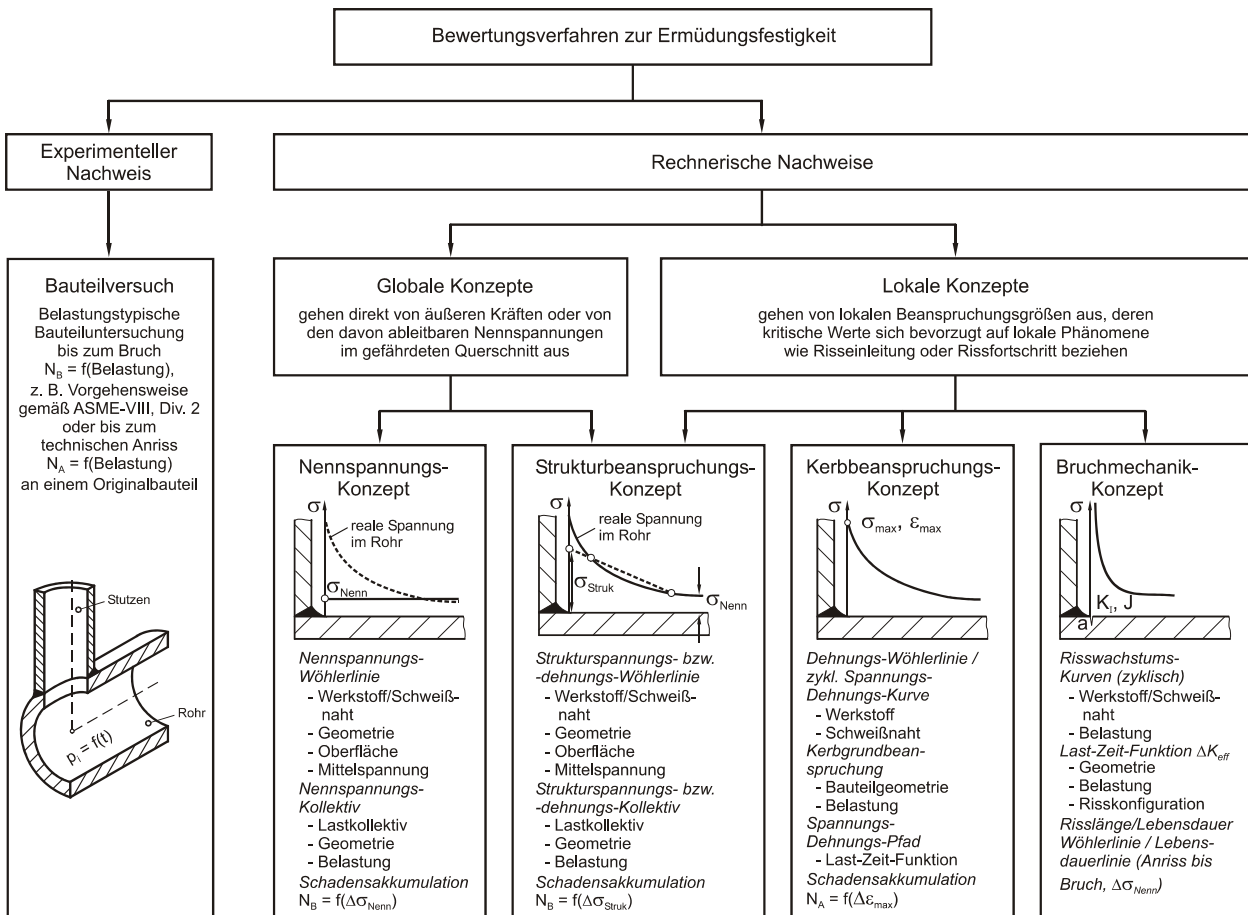 Bewertungsverfahren zur Ermüdungsfestigkeit
Experimenteller
Nachweis
Rechnerische Nachweise
Bauteilversuch
Belastungstypische
Bauteiluntersuchung
bis zum Bruch
N_B = f(Belastung),
z. B. Vorgehensweise
gemäß ASME-VIII, Div. 2
oder bis zum
technischen Anriss
N_A = f(Belastung)
an einem Originalbauteil
Stutzen
Rohr
p_i = f(t)
Globale Konzepte
gehen direkt von äußeren Kräften oder von
den davon ableitbaren Nennspannungen
im gefährdeten Querschnitt aus
Lokale Konzepte
gehen von lokalen Beanspruchungsgrößen aus, deren
kritische Werte sich bevorzugt auf lokale Phänomene
wie Risseinleitung oder Rissfortschritt beziehen
Nennspannungs-
Konzept
σ
reale Spannung
im Rohr
σ_Nenn
Nennspannungs-
Wöhlerlinie
- Werkstoff/Schweiß-
naht
- Geometrie
- Oberfläche
- Mittelspannung
Nennspannungs-
Kollektiv
- Lastkollektiv
- Geometrie
- Belastung
Schadensakkumulation
N_B = f(Δσ_Nenn)
Strukturbeanspruchungs-
Konzept
σ
reale Spannung
im Rohr
σ_Struk
σ_Nenn
Strukturspannungs- bzw.
-dehnungs-Wöhlerlinie
- Werkstoff/Schweiß-
naht
- Geometrie
- Oberfläche
- Mittelspannung
Strukturspannungs- bzw.
-dehnungs-Kollektiv
- Lastkollektiv
- Geometrie
- Belastung
Schadensakkumulation
N_B = f(Δσ_Struk)
Kerbbeanspruchungs-
Konzept
σ
σ_max, ε_max
Dehnungs-Wöhlerlinie /
zykl. Spannungs-
Dehnungs-Kurve
- Werkstoff
- Schweißnaht
Kerbgrundbean-
spruchung
- Bauteilgeometrie
- Belastung
Spannungs-
Dehnungs-Pfad
- Last-Zeit-Funktion
Schadensakkumulation
N_A = f(Δε_max)
Bruchmechanik-
Konzept
σ
K_I, J
a
Risswachstums-
Kurven (zyklisch)
- Werkstoff/Schweiß-
naht
- Belastung
Last-Zeit-Funktion ΔK_eff
- Geometrie
- Belastung
- Risskonfiguration
Risslänge/Lebensdauer
Wöhlerlinie / Lebens-
dauerlinie (Anriss bis
Bruch, Δσ_Nenn)